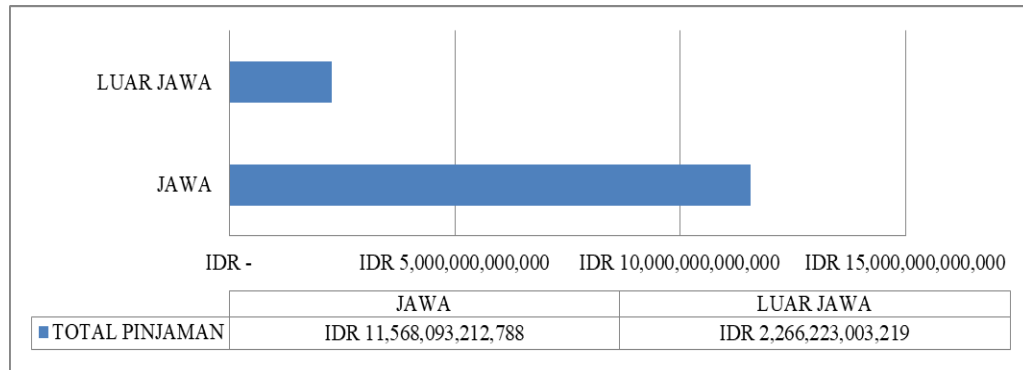 LUAR JAWA
JAWA
IDR - IDR 5,000,000,000,000 IDR 10,000,000,000,000 IDR 15,000,000,000,000
JAWA LUAR JAWA
TOTAL PINJAMAN IDR 11,568,093,212,788 IDR 2,266,223,003,219